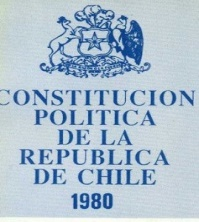 CONSTITUCION
POLITICA
DE LA
REPUBLICA
DE CHILE
1980